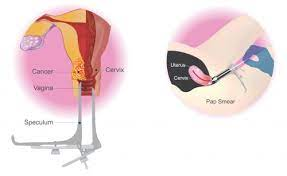 Cancer
Cervix
Vagina
Speculum
Uterus
Cervix
Pap Smear